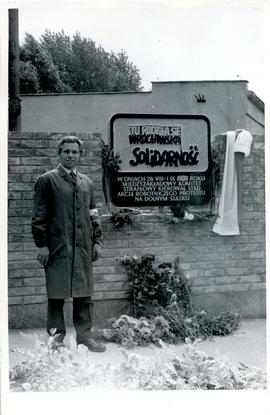 TU RODZIŁA SIĘ
WROCŁAWSKA
SOLIDARNOŚĆ
W DNIACH 26 VIII-1 IX 1980 ROKU
MIĘDZYZAKŁADOWY KOMITET
STRAJKOWY KIEROWAŁ STĄD
AKCJĄ ROBOTNICZEGO PROTESTU
NA DOLNYM ŚLĄSKU